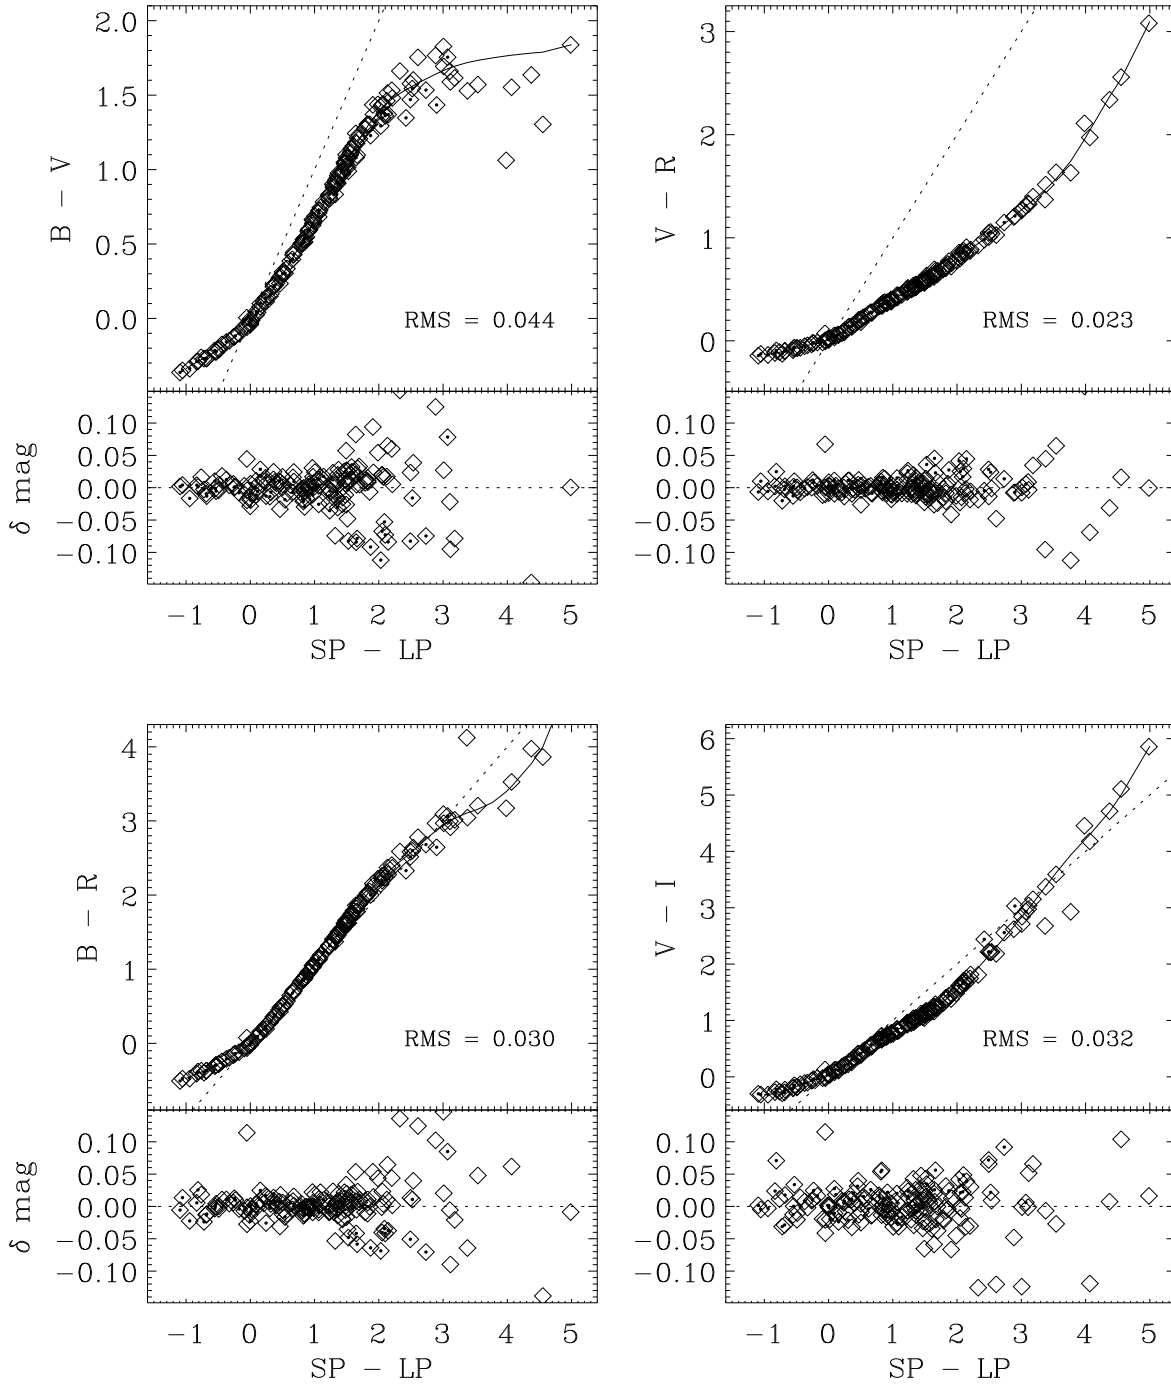 2.0
1.5
1.0
0.5
0.0
B − V
RMS = 0.044
0.10
0.05
0.00
−0.05
−0.10
δ mag
−1 0 1 2 3 4 5
SP − LP
3
2
1
0
V − R
RMS = 0.023
0.10
0.05
0.00
−0.05
−0.10
−1 0 1 2 3 4 5
SP − LP
4
3
2
1
0
B − R
RMS = 0.030
0.10
0.05
0.00
−0.05
−0.10
δ mag
−1 0 1 2 3 4 5
SP − LP
6
5
4
3
2
1
0
V − I
RMS = 0.032
0.10
0.05
0.00
−0.05
−0.10
−1 0 1 2 3 4 5
SP − LP